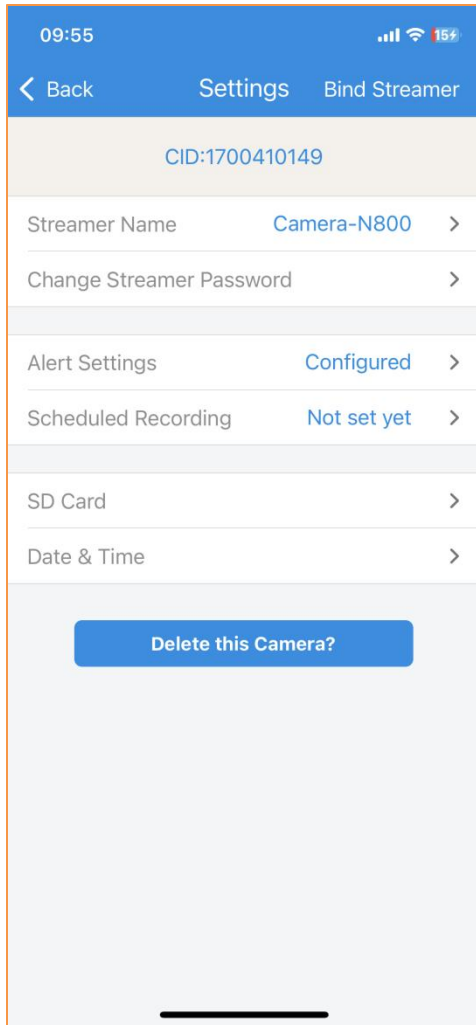 09:55 15
Back Settings Bind Streamer
CID:1700410149
Streamer Name Camera-N800
Change Streamer Password
Alert Settings Configured
Scheduled Recording Not set yet
SD Card
Date & Time
Delete this Camera?